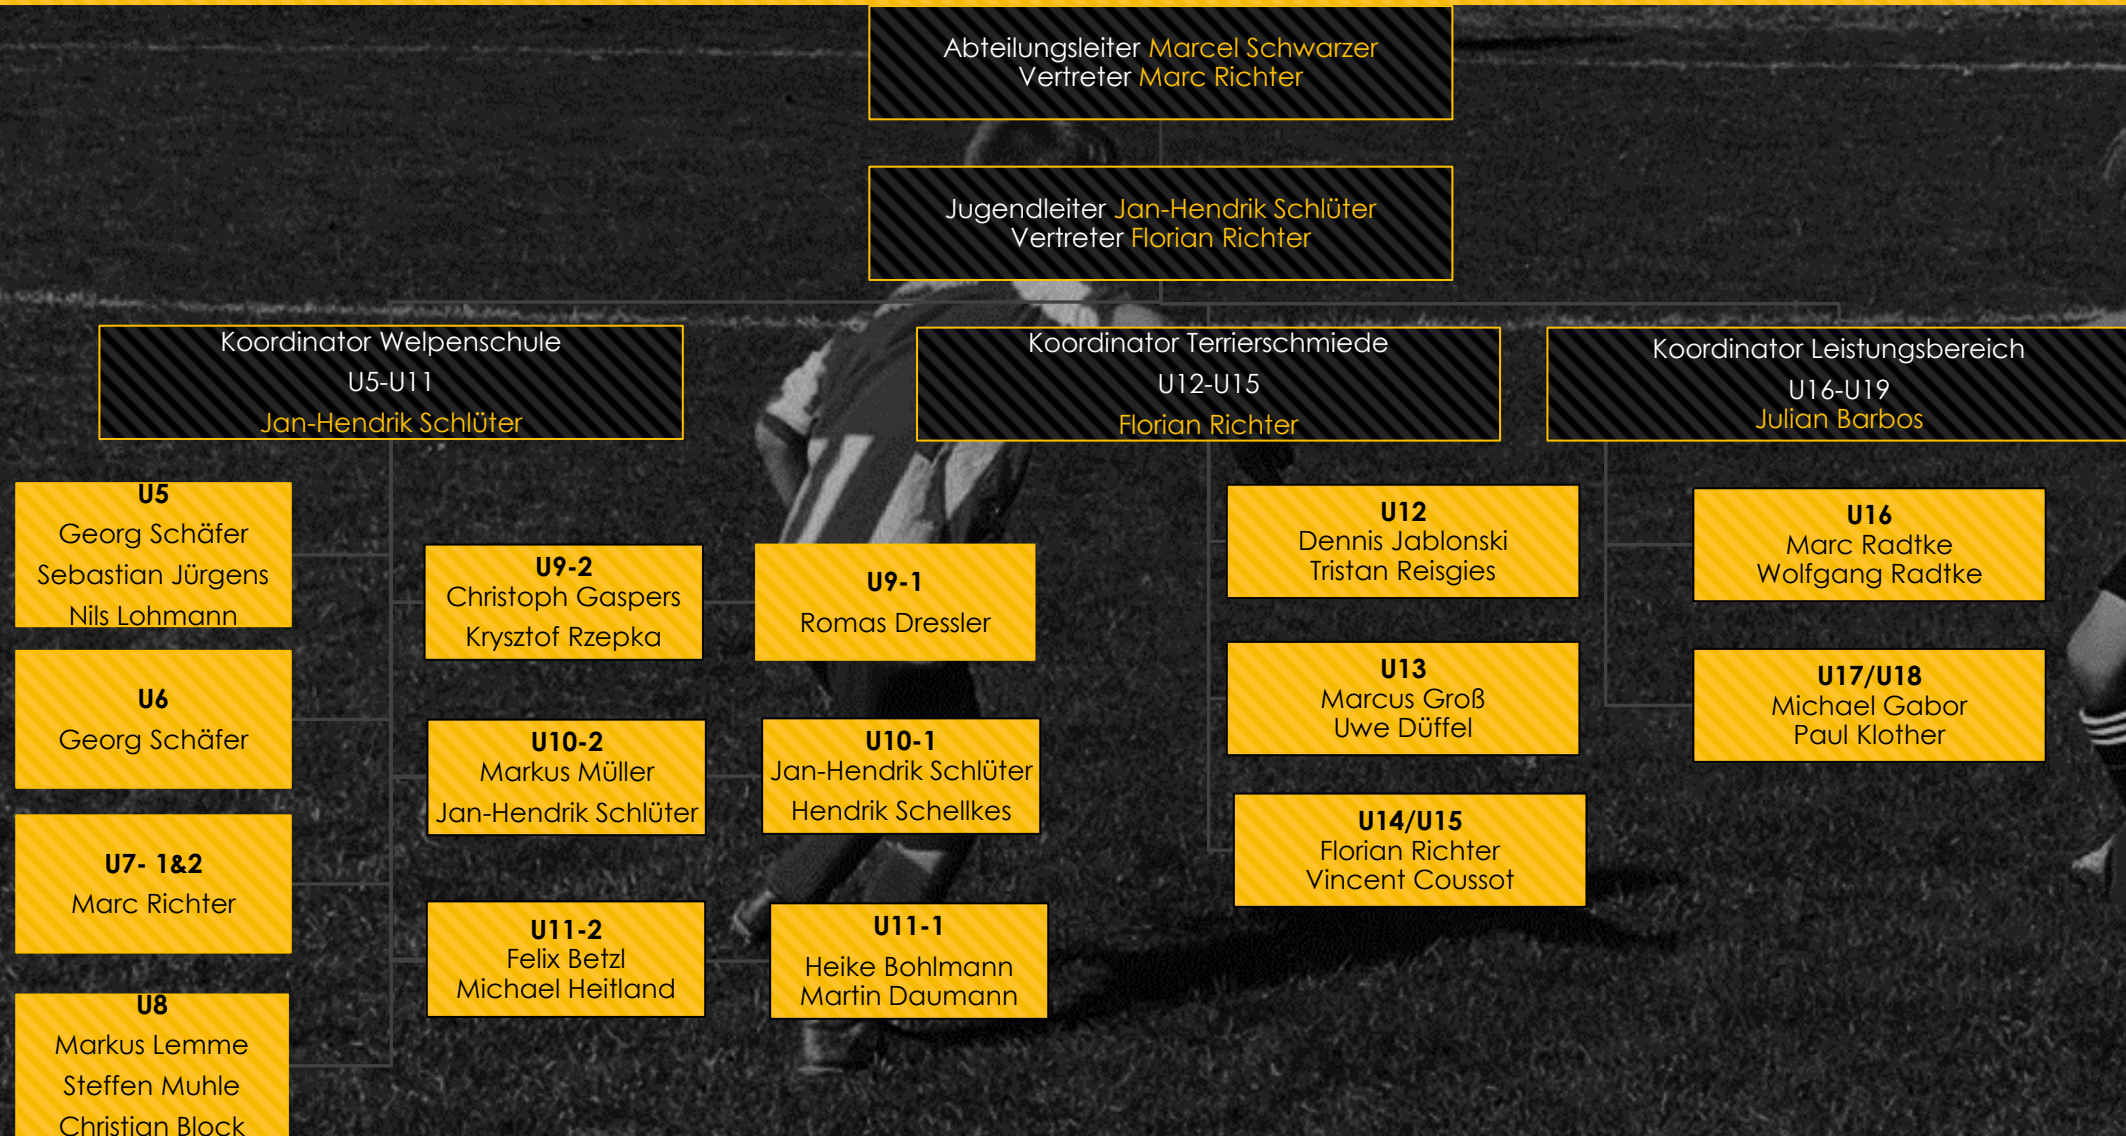 Abteilungsleiter Marcel Schwarzer
Vertreter Marc Richter
Jugendleiter Jan-Hendrik Schlüter
Vertreter Florian Richter
Koordinator Welpenschule
U5-U11
Jan-Hendrik Schlüter
Koordinator Terrierschmiede
U12-U15
Florian Richter
Koordinator Leistungsbereich
U16-U19
Julian Barbos
U5
Georg Schäfer
Sebastian Jürgens
Nils Lohmann
U6
Georg Schäfer
U7- 1&2
Marc Richter
U8
Markus Lemme
Steffen Muhle
Christian Block
U9-2
Christoph Gaspers
Krysztof Rzepka
U9-1
Romas Dressler
U10-2
Markus Müller
Jan-Hendrik Schlüter
U10-1
Jan-Hendrik Schlüter
Hendrik Schellkes
U11-2
Felix Betzl
Michael Heitland
U11-1
Heike Bohlmann
Martin Daumann
U12
Dennis Jablonski
Tristan Reisgies
U13
Marcus Groß
Uwe Düffel
U14/U15
Florian Richter
Vincent Coussot
U16
Marc Radtke
Wolfgang Radtke
U17/U18
Michael Gabor
Paul Klother